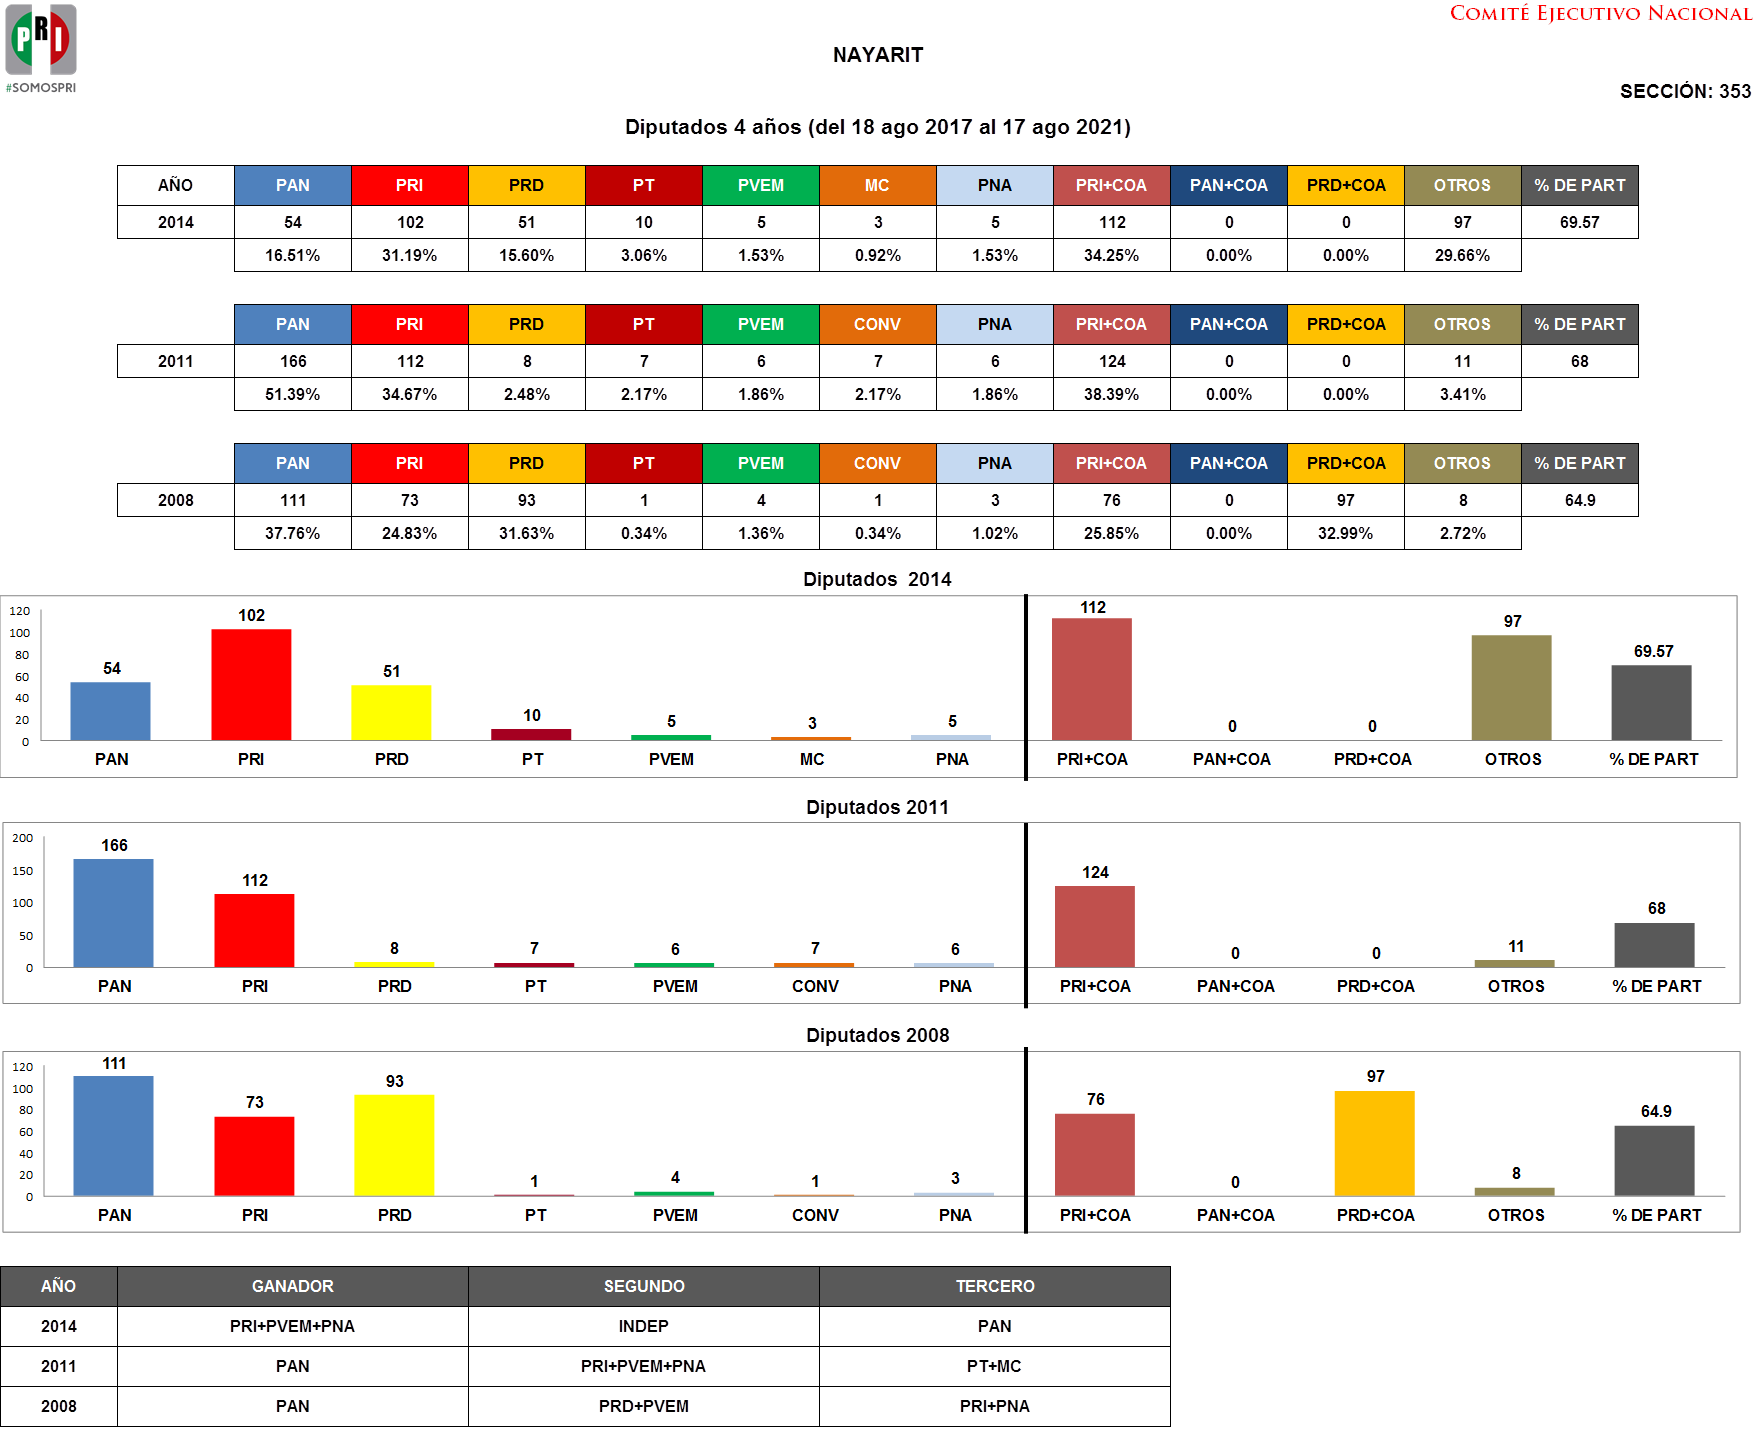 PRI
#SOMOSPRI
COMITÉ EJECUTIVO NACIONAL
NAYARIT
SECCIÓN: 353
Diputados 4 años (del 18 ago 2017 al 17 ago 2021)
AÑO PAN PRI PRD PT PVEM MC PNA PRI+COA PAN+COA PRD+COA OTROS % DE PART
2014 54 102 51 10 5 3 5 112 0 0 97 69.57
16.51% 31.19% 15.60% 3.06% 1.53% 0.92% 1.53% 34.25% 0.00% 0.00% 29.66%
PAN PRI PRD PT PVEM CONV PNA PRI+COA PAN+COA PRD+COA OTROS % DE PART
2011 166 112 8 7 6 7 6 124 0 0 11 68
51.39% 34.67% 2.48% 2.17% 1.86% 2.17% 1.86% 38.39% 0.00% 0.00% 3.41%
PAN PRI PRD PT PVEM CONV PNA PRI+COA PAN+COA PRD+COA OTROS % DE PART
2008 111 73 93 1 4 1 3 76 0 97 8 64.9
37.76% 24.83% 31.63% 0.34% 1.36% 0.34% 1.02% 25.85% 0.00% 32.99% 2.72%
Diputados 2014
120
100
80
60
40
20
0
54 102 51 10 5 3 5 112 0 0 97 69.57
PAN PRI PRD PT PVEM MC PNA PRI+COA PAN+COA PRD+COA OTROS % DE PART
Diputados 2011
200
150
100
50
0
166 112 8 7 6 7 6 124 0 0 11 68
PAN PRI PRD PT PVEM CONV PNA PRI+COA PAN+COA PRD+COA OTROS % DE PART
Diputados 2008
120
100
80
60
40
20
0
111 73 93 1 4 1 3 76 0 97 8 64.9
PAN PRI PRD PT PVEM CONV PNA PRI+COA PAN+COA PRD+COA OTROS % DE PART
AÑO GANADOR SEGUNDO TERCERO
2014 PRI+PVEM+PNA INDEP PAN
2011 PAN PRI+PVEM+PNA PT+MC
2008 PAN PRD+PVEM PRI+PNA